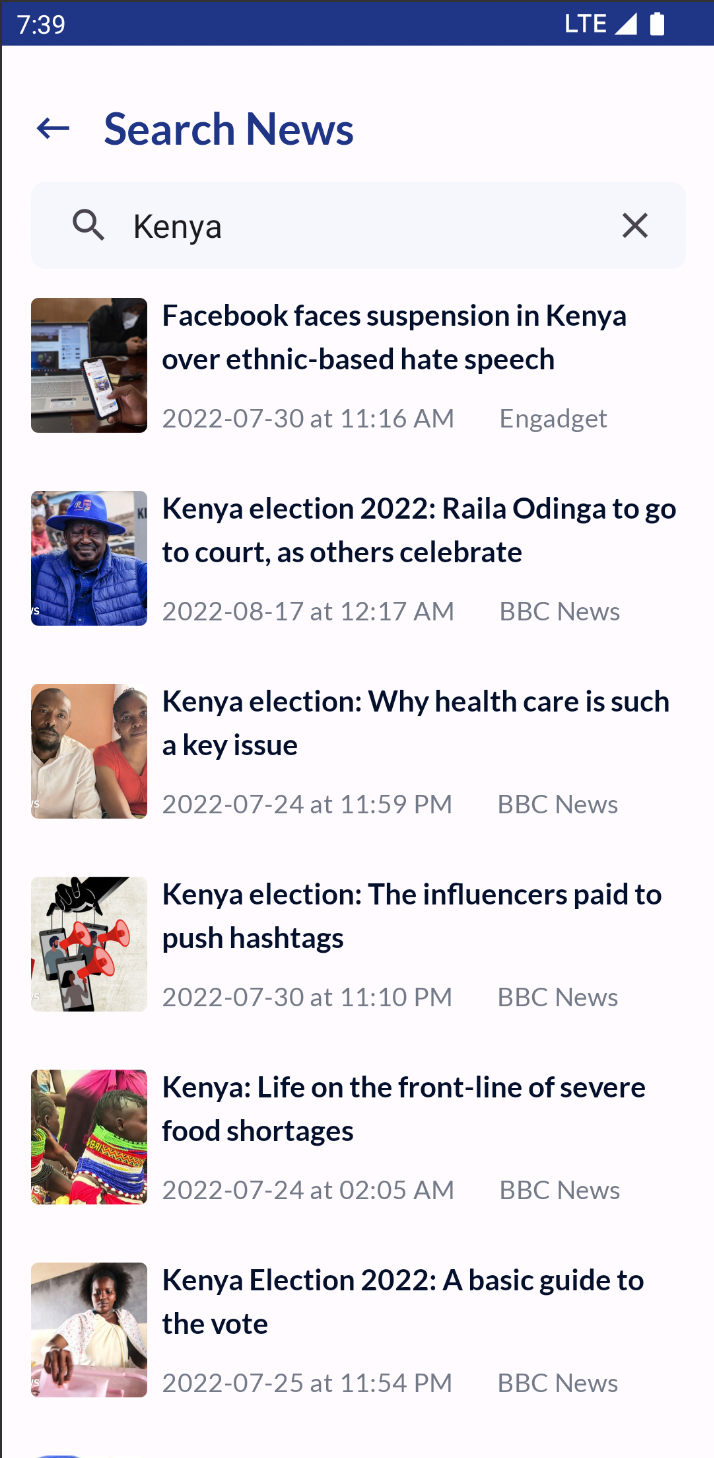 7:39 LTE
Search News
Kenya
Facebook faces suspension in Kenya
over ethnic-based hate speech
2022-07-30 at 11:16 AM Engadget
Kenya election 2022: Raila Odinga to go
to court, as others celebrate
2022-08-17 at 12:17 AM BBC News
Kenya election: Why health care is such
a key issue
2022-07-24 at 11:59 PM BBC News
Kenya election: The influencers paid to
push hashtags
2022-07-30 at 11:10 PM BBC News
Kenya: Life on the front-line of severe
food shortages
2022-07-24 at 02:05 AM BBC News
Kenya Election 2022: A basic guide to
the vote
2022-07-25 at 11:54 PM BBC News